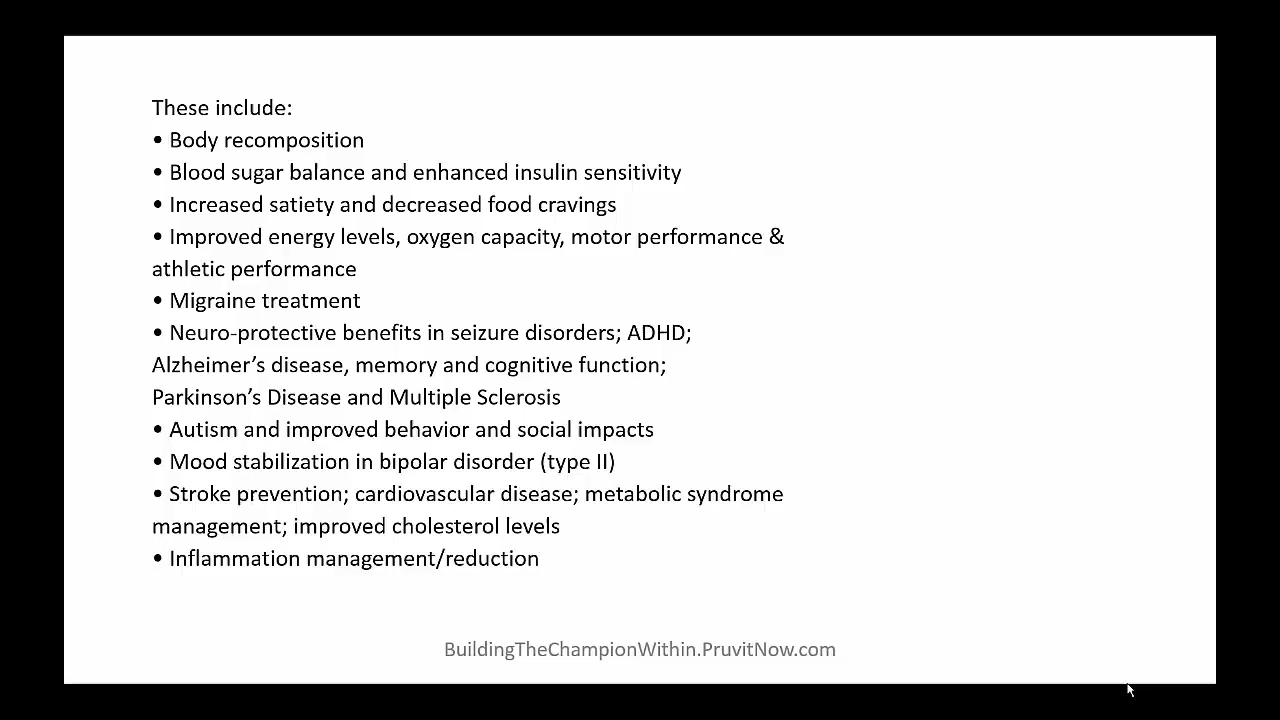 These include:
• Body recomposition
• Blood sugar balance and enhanced insulin sensitivity
• Increased satiety and decreased food cravings
• Improved energy levels, oxygen capacity, motor performance &
athletic performance
• Migraine treatment
• Neuro-protective benefits in seizure disorders; ADHD;
Alzheimer’s disease, memory and cognitive function;
Parkinson’s Disease and Multiple Sclerosis
• Autism and improved behavior and social impacts
• Mood stabilization in bipolar disorder (type II)
• Stroke prevention; cardiovascular disease; metabolic syndrome
management; improved cholesterol levels
• Inflammation management/reduction
BuildingTheChampionWithin.PruvitNow.com